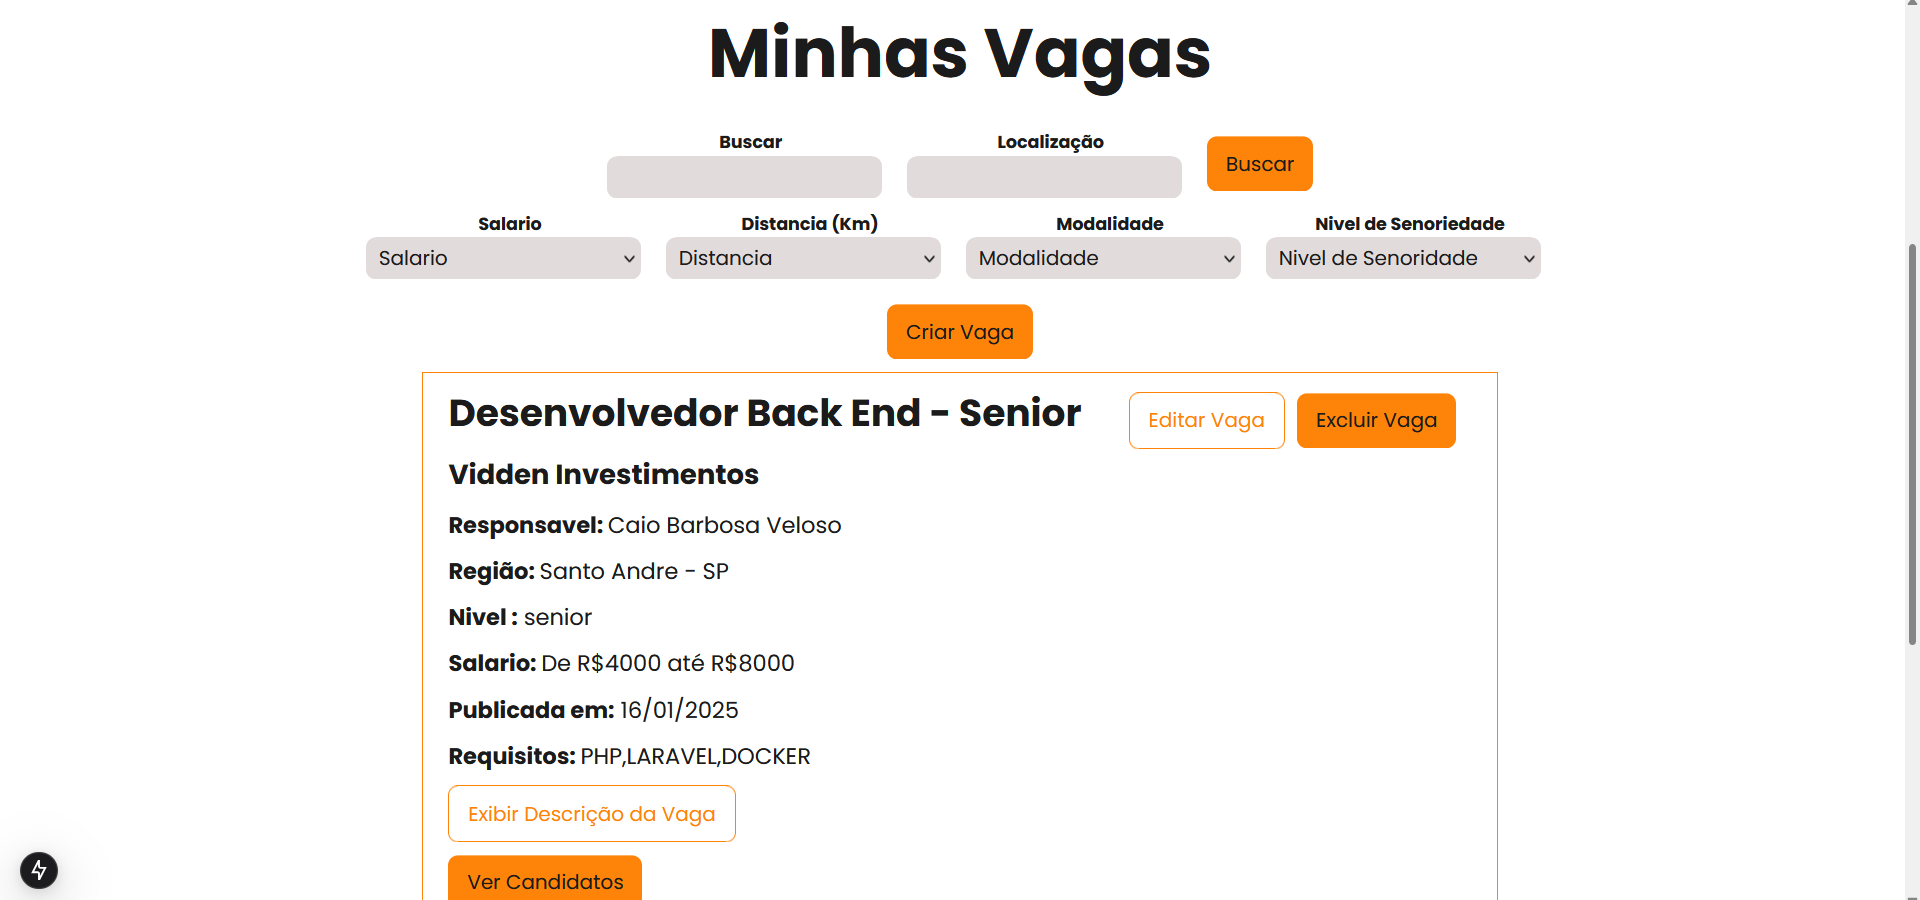 Minhas Vagas
Buscar Localização Buscar
Salario Distancia (Km) Modalidade Nivel de Senoriedade
Salario Distancia Modalidade Nivel de Senoridade
Criar Vaga
Desenvolvedor Back End - Senior Editar Vaga Excluir Vaga
Vidden Investimentos
Responsavel: Caio Barbosa Veloso
Região: Santo Andre - SP
Nivel : senior
Salario: De R$4000 até R$8000
Publicada em: 16/01/2025
Requisitos: PHP,LARAVEL,DOCKER
Exibir Descrição da Vaga
Ver Candidatos